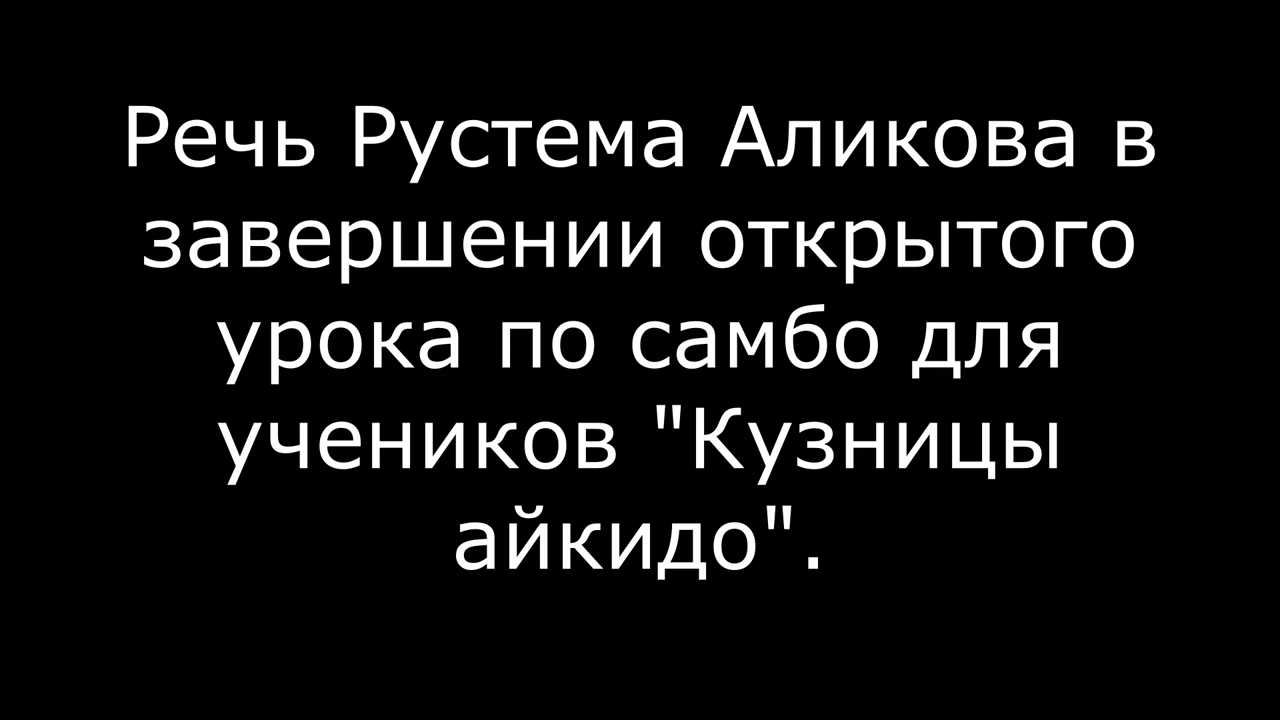 Речь Рустема Аликова в
завершении открытого
урока по самбо для
учеников "Кузницы
айкидо".